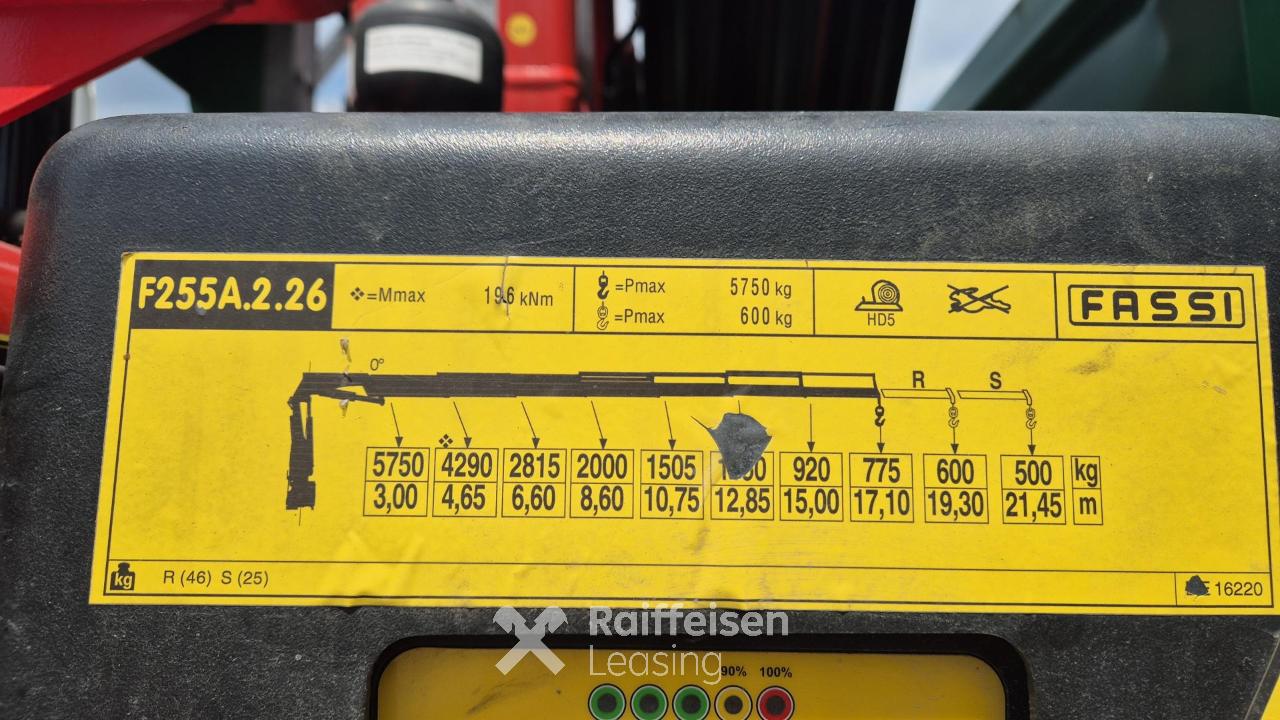 F255A.2.26 =Mmax 196 kNm =Pmax 5750 kg FASSI
=Pmax 600 kg HD5
0° R S
5750 4290 2815 2000 1505 920 775 600 500 kg
3,00 4,65 6,60 8,60 10,75 12,85 15,00 17,10 19,30 21,45 m
kg R (46) S (25) 16220
Raiffeisen
Leasing
90% 100%